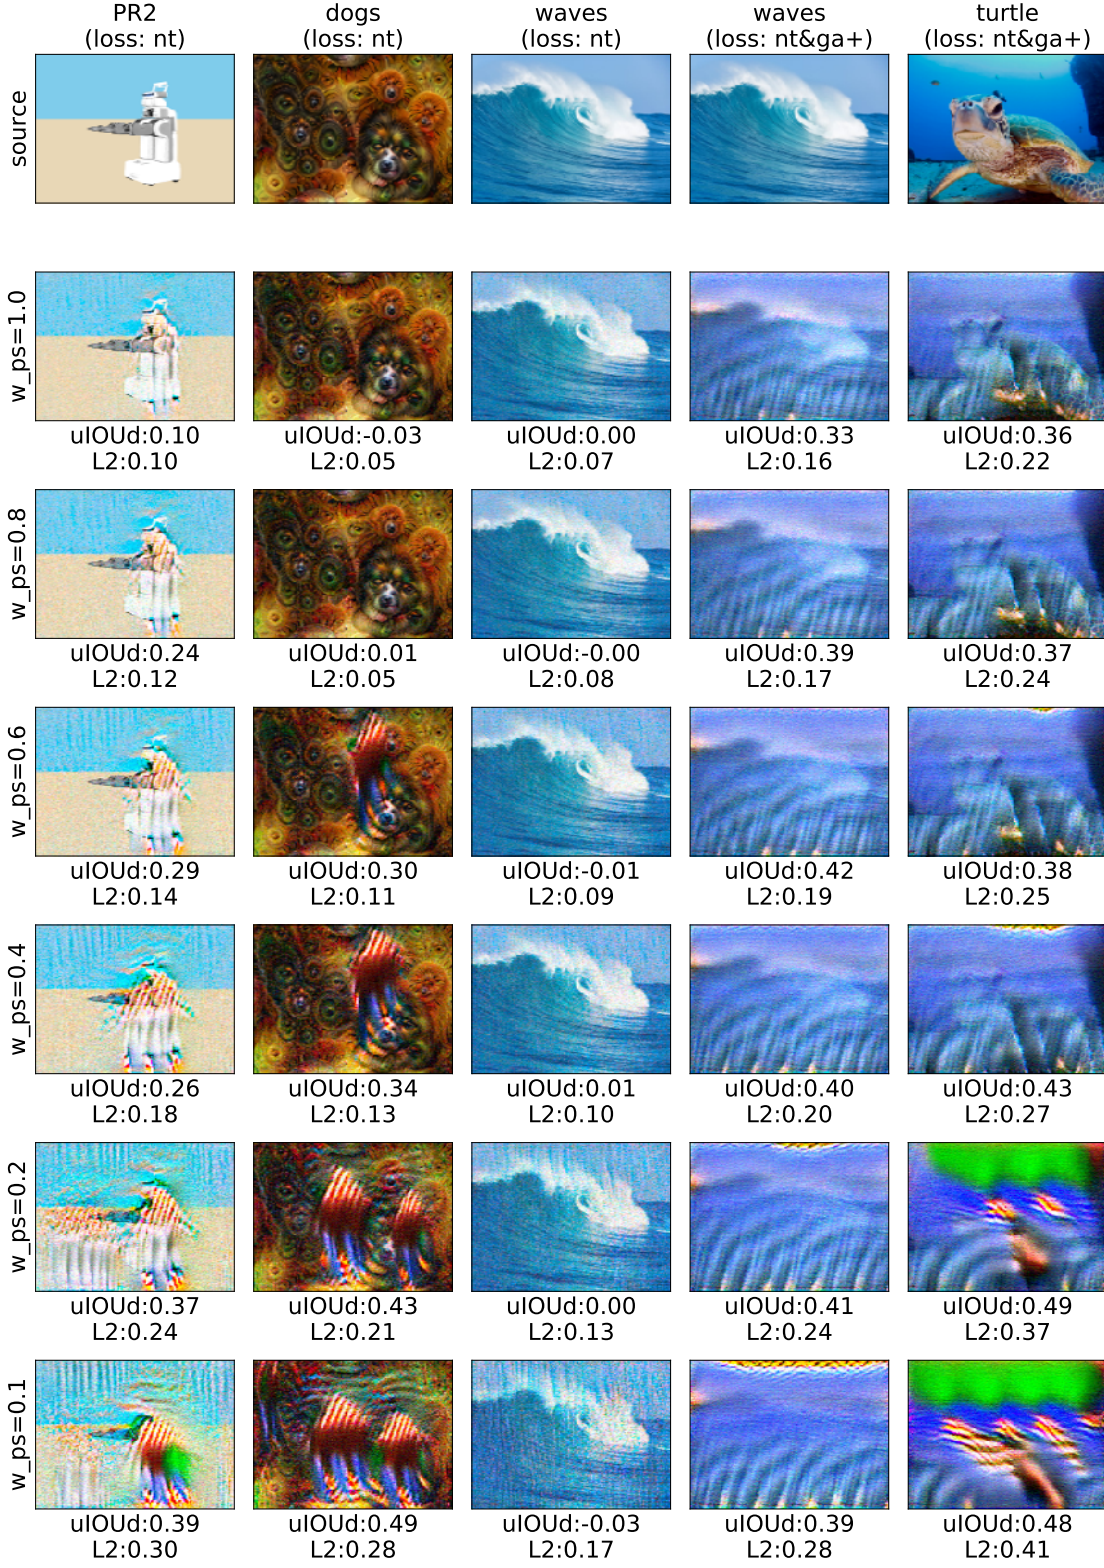 PR2 dogs waves waves turtle
(loss: nt) (loss: nt) (loss: nt) (loss: nt&ga+) (loss: nt&ga+)
source
w_ps=1.0
uIOUd:0.10 uIOUd:-0.03 uIOUd:0.00 uIOUd:0.33 uIOUd:0.36
L2:0.10 L2:0.05 L2:0.07 L2:0.16 L2:0.22
w_ps=0.8
uIOUd:0.24 uIOUd:0.01 uIOUd:-0.00 uIOUd:0.39 uIOUd:0.37
L2:0.12 L2:0.05 L2:0.08 L2:0.17 L2:0.24
w_ps=0.6
uIOUd:0.29 uIOUd:0.30 uIOUd:-0.01 uIOUd:0.42 uIOUd:0.38
L2:0.14 L2:0.11 L2:0.09 L2:0.19 L2:0.25
w_ps=0.4
uIOUd:0.26 uIOUd:0.34 uIOUd:0.01 uIOUd:0.40 uIOUd:0.43
L2:0.18 L2:0.13 L2:0.10 L2:0.20 L2:0.27
w_ps=0.2
uIOUd:0.37 uIOUd:0.43 uIOUd:0.00 uIOUd:0.41 uIOUd:0.49
L2:0.24 L2:0.21 L2:0.13 L2:0.24 L2:0.37
w_ps=0.1
uIOUd:0.39 uIOUd:0.49 uIOUd:-0.03 uIOUd:0.39 uIOUd:0.48
L2:0.30 L2:0.28 L2:0.17 L2:0.28 L2:0.41